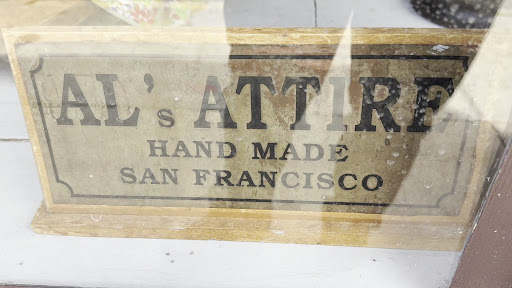 AL's ATTIRE
HAND MADE
SAN FRANCISCO